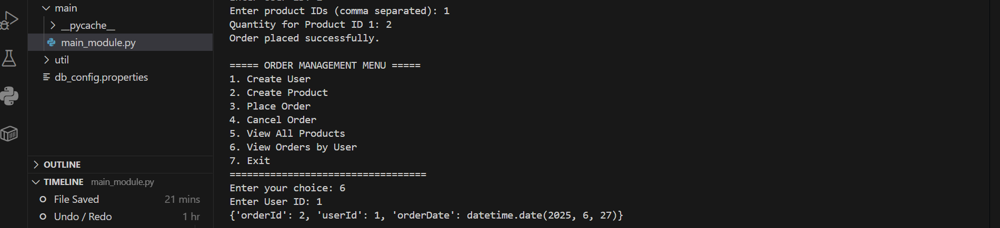 main
__pycache__
main_module.py
util
db_config.properties
OUTLINE
TIMELINE main_module.py
File Saved 21 mins
Undo / Redo 1 hr
Enter product IDs (comma separated): 1
Quantity for Product ID 1: 2
Order placed successfully.
===== ORDER MANAGEMENT MENU =====
1. Create User
2. Create Product
3. Place Order
4. Cancel Order
5. View All Products
6. View Orders by User
7. Exit
==================================
Enter your choice: 6
Enter User ID: 1
{'orderId': 2, 'userId': 1, 'orderDate': datetime.date(2025, 6, 27)}